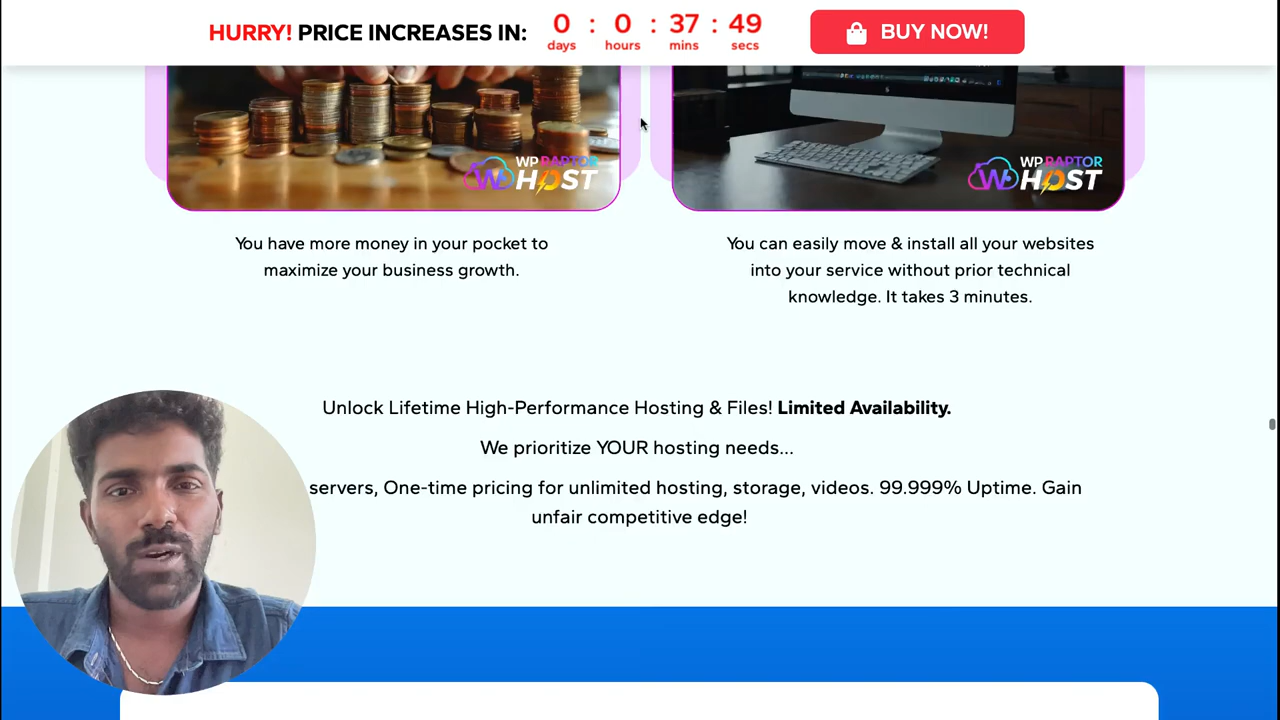 HURRY! PRICE INCREASES IN:
0 : 0 : 37 : 49
days hours mins secs
BUY NOW!
WP RAPTOR
HOST
WP RAPTOR
HOST
You have more money in your pocket to
maximize your business growth.
You can easily move & install all your websites
into your service without prior technical
knowledge. It takes 3 minutes.
Unlock Lifetime High-Performance Hosting & Files! Limited Availability.
We prioritize YOUR hosting needs...
servers, One-time pricing for unlimited hosting, storage, videos. 99.999% Uptime. Gain
unfair competitive edge!